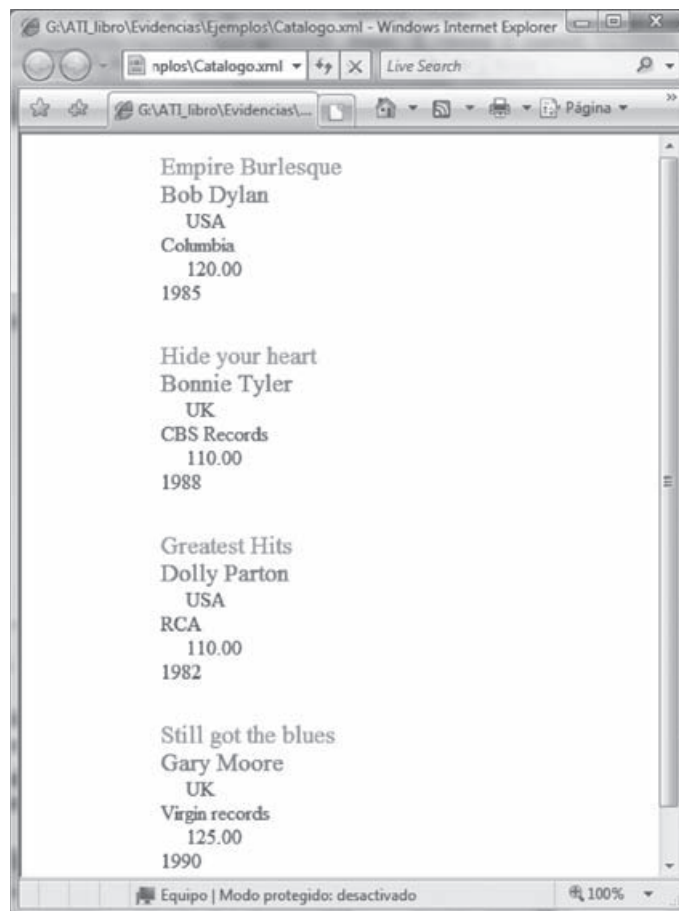 G:\ATI_libro\Evidencias\Ejemplos\Catalogo.xml - Windows Internet Explorer
nplos\Catalogo.xml
Live Search
G:\ATI_libro\Evidencias\...
Página
Empire Burlesque
Bob Dylan
USA
Columbia
120.00
1985
Hide your heart
Bonnie Tyler
UK
CBS Records
110.00
1988
Greatest Hits
Dolly Parton
USA
RCA
110.00
1982
Still got the blues
Gary Moore
UK
Virgin records
125.00
1990
Equipo | Modo protegido: desactivado
100%